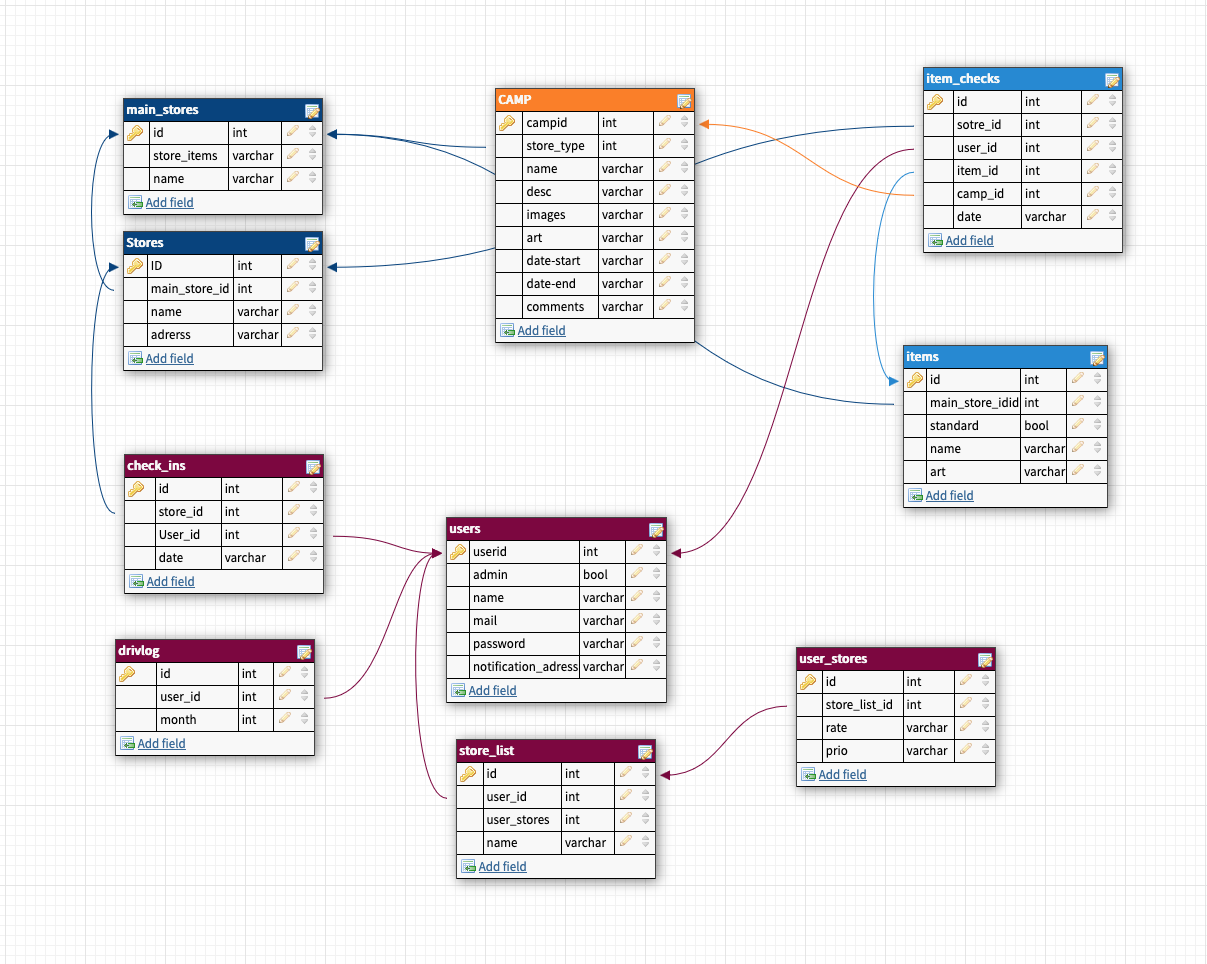 main_stores
id int
store_items varchar
name varchar
Add field
Stores
ID int
main_store_id int
name varchar
adrerss varchar
Add field
CAMP
campid int
store_type int
name varchar
desc varchar
images varchar
art varchar
date-start varchar
date-end varchar
comments varchar
Add field
item_checks
id int
sotre_id int
user_id int
item_id int
camp_id int
date varchar
Add field
items
id int
main_store_idid int
standard bool
name varchar
art varchar
Add field
check_ins
id int
store_id int
User_id int
date varchar
Add field
users
userid int
admin bool
name varchar
mail varchar
password varchar
notification_adress varchar
Add field
drivlog
id int
user_id int
month int
Add field
user_stores
id int
store_list_id int
rate varchar
prio varchar
Add field
store_list
id int
user_id int
user_stores int
name varchar
Add field